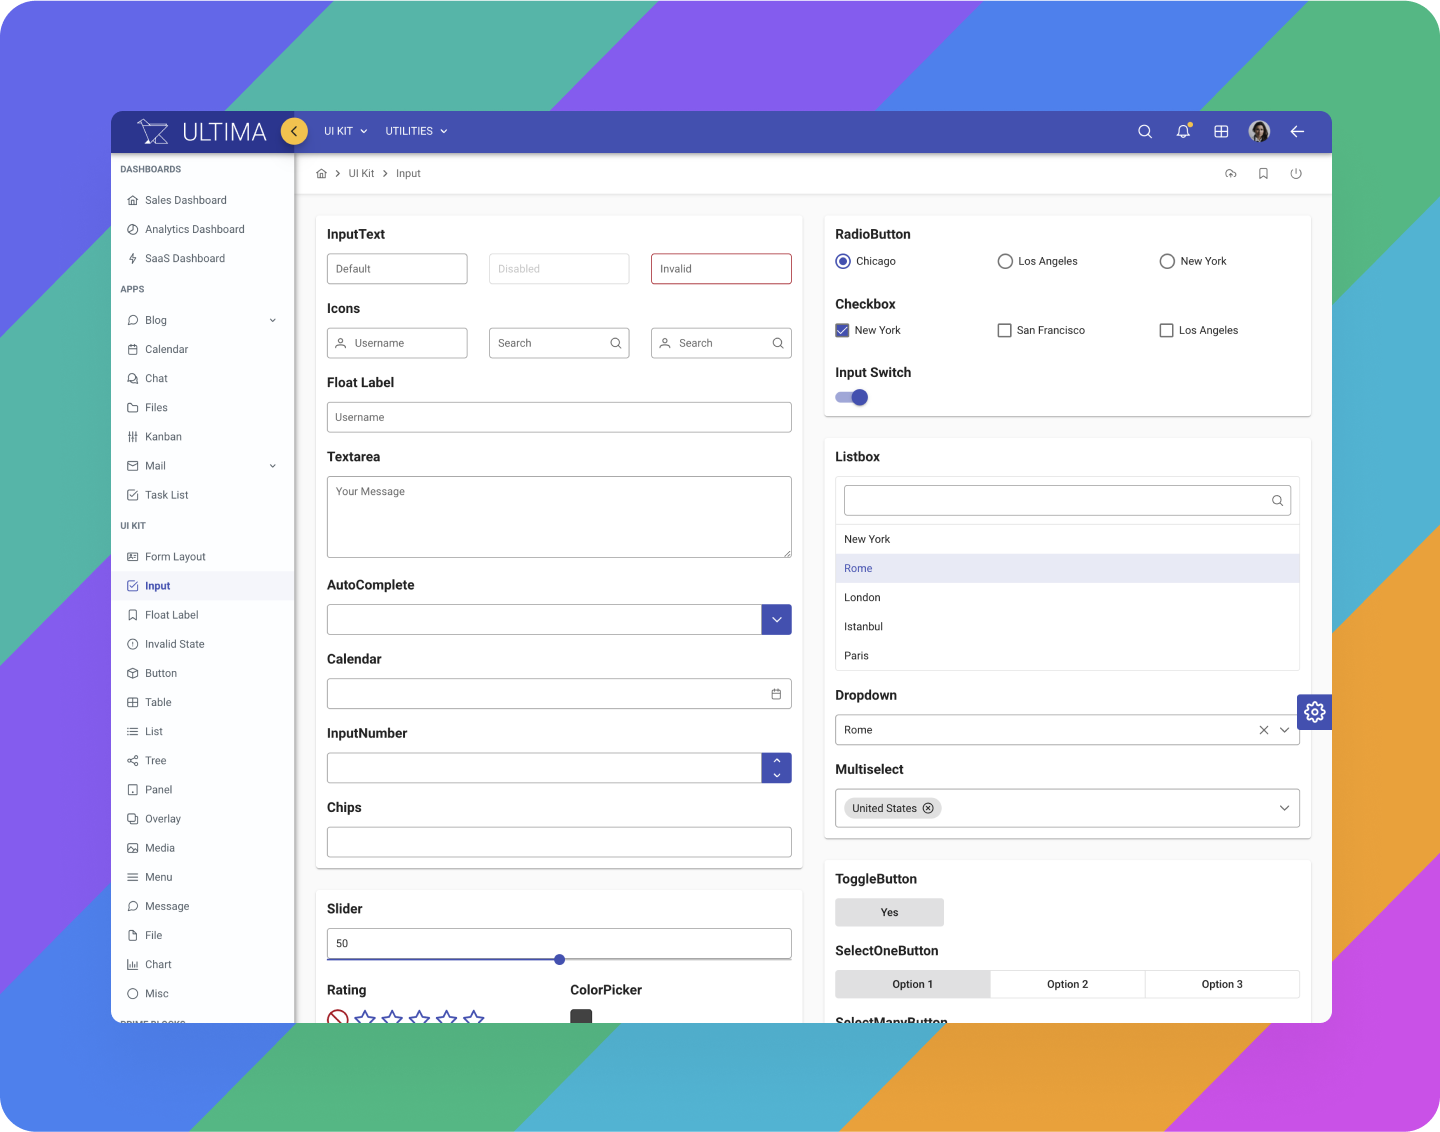 ULTIMA
UI KIT
UTILITIES
DASHBOARDS
Sales Dashboard
Analytics Dashboard
SaaS Dashboard
APPS
Blog
Calendar
Chat
Files
Kanban
Mail
Task List
UI KIT
Form Layout
Input
Float Label
Invalid State
Button
Table
List
Tree
Panel
Overlay
Media
Menu
Message
File
Chart
Misc
PRIME BLOCKS
UI Kit
Input
InputText
Default
Disabled
Invalid
Icons
Username
Search
Search
Float Label
Username
Textarea
Your Message
AutoComplete
Calendar
InputNumber
Chips
Slider
50
Rating
ColorPicker
RadioButton
Chicago
Los Angeles
New York
Checkbox
New York
San Francisco
Los Angeles
Input Switch
Listbox
New York
Rome
London
Istanbul
Paris
Dropdown
Rome
Multiselect
United States
ToggleButton
Yes
SelectOneButton
Option 1
Option 2
Option 3
SelectManyButton